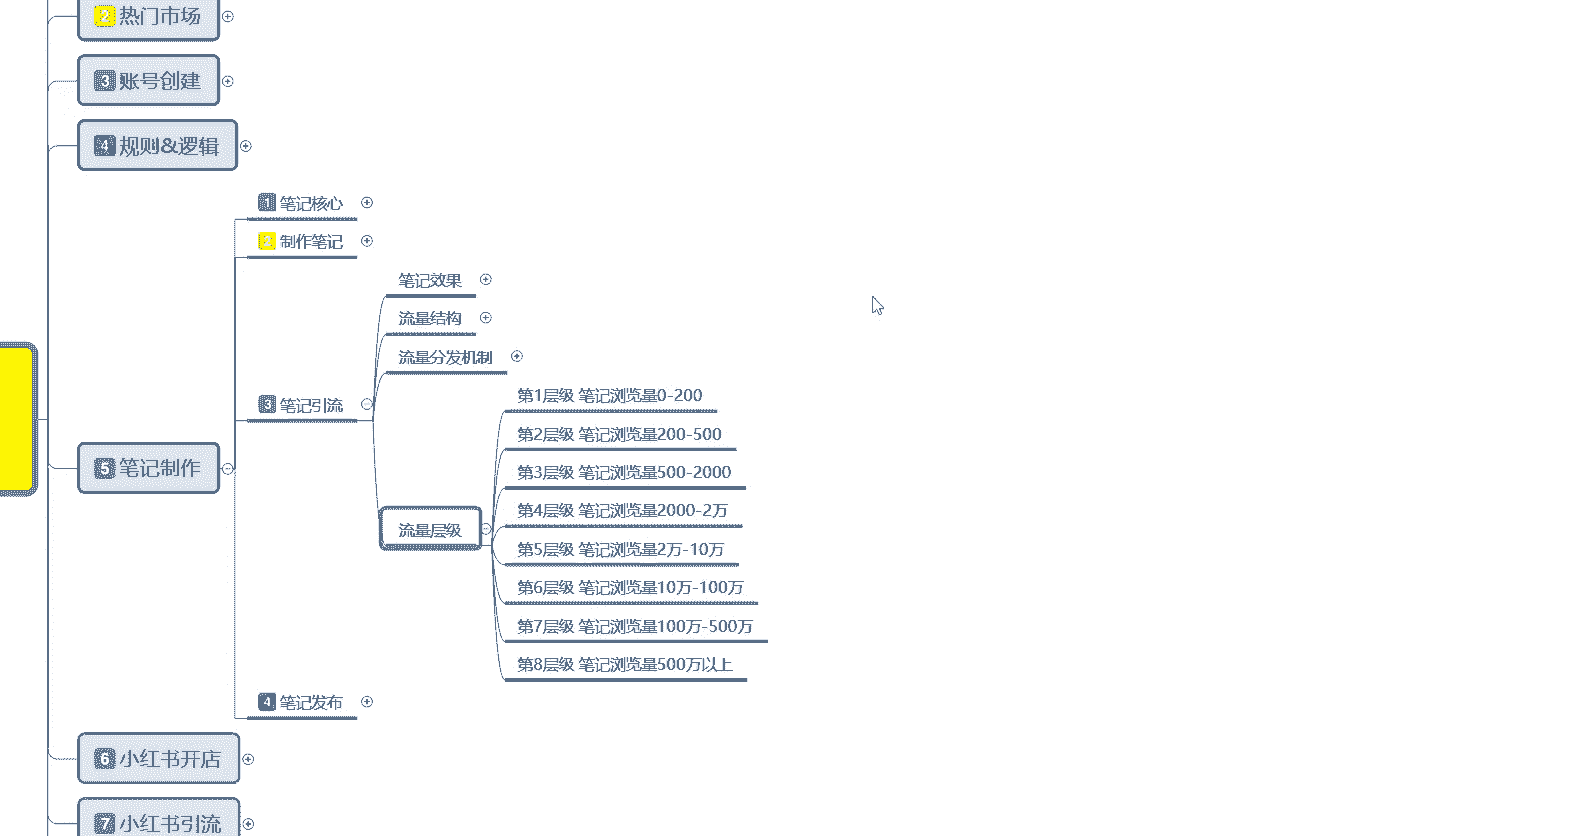 2 热门市场
3 账号创建
4 规则&逻辑
1 笔记核心
2 制作笔记
笔记效果
流量结构
流量分发机制
第1层级 笔记浏览量0-200
3 笔记引流
第2层级 笔记浏览量200-500
5 笔记制作
第3层级 笔记浏览量500-2000
第4层级 笔记浏览量2000-2万
流量层级
第5层级 笔记浏览量2万-10万
第6层级 笔记浏览量10万-100万
第7层级 笔记浏览量100万-500万
第8层级 笔记浏览量500万以上
4 笔记发布
6 小红书开店
7 小红书引流